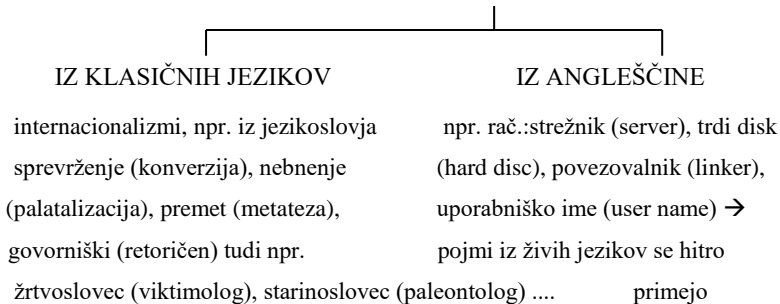 IZ KLASIČNIH JEZIKOV
internacionalizmi, npr. iz jezikoslovja
sprevrženje (konverzija), nebnenje
(palatalizacija), premet (metateza),
govorniški (retoričen) tudi npr.
žrtvoslovec (viktimolog), starinoslovec (paleontolog) ....
IZ ANGLEŠČINE
npr. rač.:strežnik (server), trdi disk
(hard disc), povezovalnik (linker),
uporabniško ime (user name) →
pojmi iz živih jezikov se hitro
primejo